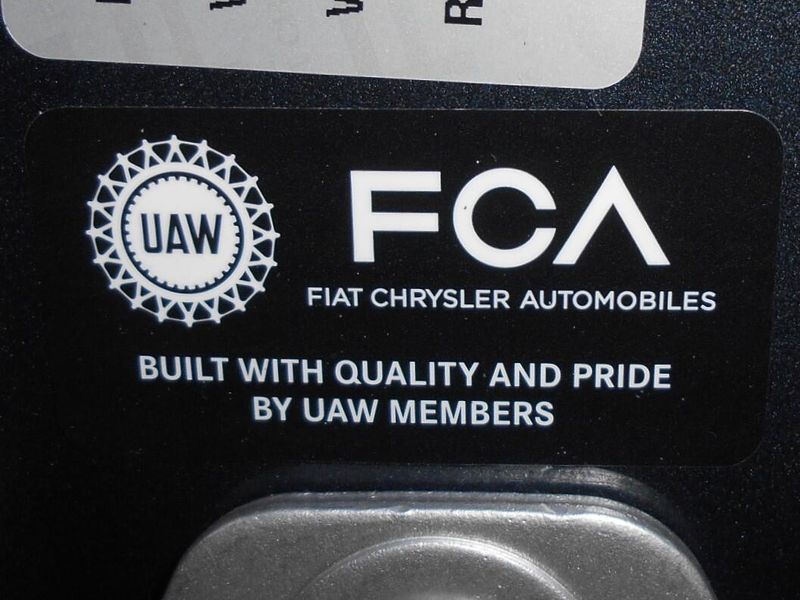 UAW
FCA
FIAT CHRYSLER AUTOMOBILES
BUILT WITH QUALITY AND PRIDE
BY UAW MEMBERS